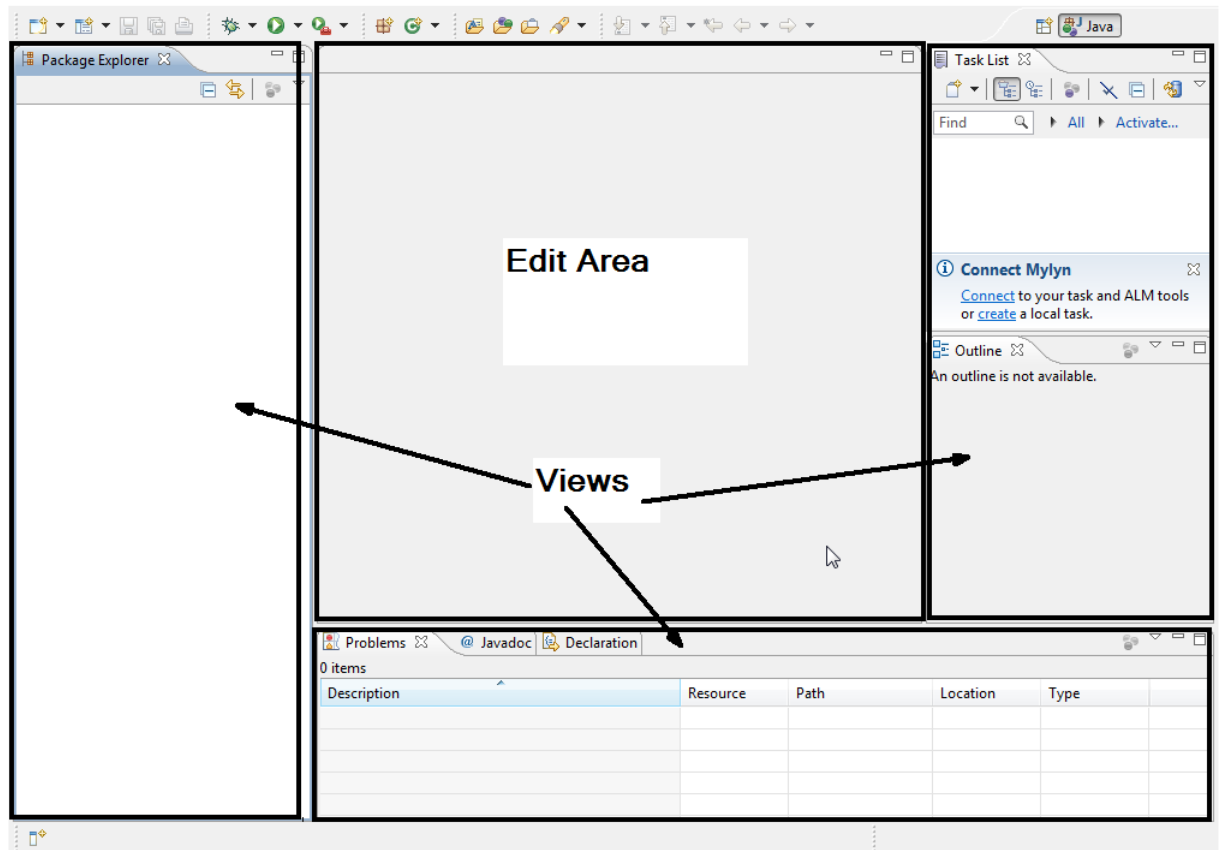 Java
Package Explorer
Task List
Find
All
Activate...
Edit Area
Connect Mylyn
Connect to your task and ALM tools
or create a local task.
Outline
An outline is not available.
Views
Problems
@ Javadoc
Declaration
0 items
Description
Resource
Path
Location
Type